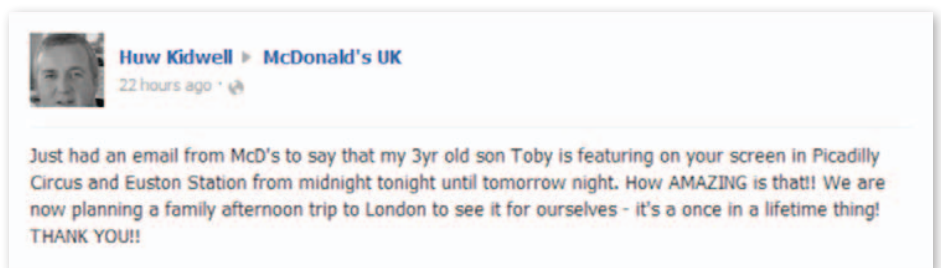 Huw Kidwell ▶ McDonald's UK
22 hours ago ·
Just had an email from McD's to say that my 3yr old son Toby is featuring on your screen in Picadilly
Circus and Euston Station from midnight tonight until tomorrow night. How AMAZING is that!! We are
now planning a family afternoon trip to London to see it for ourselves - it's a once in a lifetime thing!
THANK YOU!!